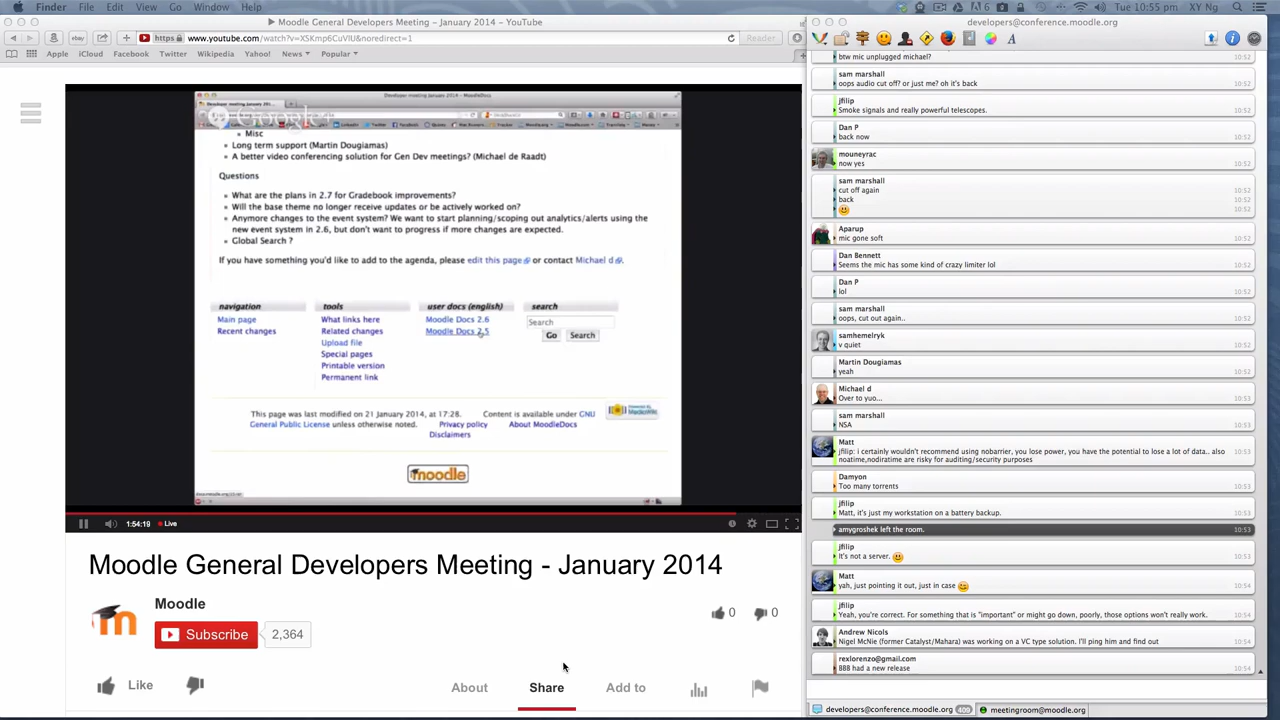 Finder File Edit View Go Window Help
6 Tue 10:55 pm XY Ng
Moodle General Developers Meeting - January 2014 – YouTube
https www.youtube.com/watch?v=X5Kmp6CuVIU&noredirect=1 Reader
Apple iCloud Facebook Twitter Wikipedia Yahoo! News Popular
Developer meeting January 2014 - MoodleDocs
Google+
Misc
Long term support (Martin Dougiamas)
A better video conferencing solution for Gen Dev meetings? (Michael de Raadt)
Questions
What are the plans in 2.7 for Gradebook improvements?
Will the base theme no longer receive updates or be actively worked on?
Anymore changes to the event system? We want to start planning/scoping out analytics/alerts using the
new event system in 2.6, but don't want to progress if more changes are expected.
Global Search ?
If you have something you'd like to add to the agenda, please edit this page or contact Michael d.
navigation tools user docs (english) search
Main page What links here Moodle Docs 2.6 Search
Recent changes Related changes Moodle Docs 2.5 Go Search
Upload file
Special pages
Printable version
Permanent link
This page was last modified on 21 January 2014, at 17:28. Content is available under GNU
General Public License unless otherwise noted. Privacy policy About MoodleDocs
Disclaimers
moodle
1:54:19 Live
Moodle General Developers Meeting - January 2014
Moodle
Subscribe 2,364
0 0
Like About Share Add to
developers@conference.moodle.org
btw mic unplugged michael? 10:52
sam marshall
oops audio cut off? or just me? oh it's back 10:52
jfilip
Smoke signals and really powerful telescopes. 10:52
Dan P
back now 10:52
mouneyrac
now yes 10:52
sam marshall
cut off again 10:52
back 10:52
10:52
Aparup
mic gone soft 10:52
Dan Bennett
Seems the mic has some kind of crazy limiter lol 10:52
Dan P
lol 10:52
sam marshall
oops, cut out again.. 10:52
samhemelryk
v quiet 10:52
Martin Dougiamas
yeah 10:52
Michael d
Over to yuo... 10:52
sam marshall
NSA 10:53
Matt
jfilip: i certainly wouldn't recommend using nobarrier, you lose power, you have the potential to lose a lot of data.. also
noatime,nodiratime are risky for auditing/security purposes 10:53
Damyon
Too many torrents 10:53
jfilip
Matt, it's just my workstation on a battery backup. 10:53
amygroshek left the room. 10:53
jfilip
It's not a server. 10:53
Matt
yah, just pointing it out, just in case 10:54
jfilip
Yeah, you're correct. For something that is "important" or might go down, poorly, those options won't really work. 10:54
Andrew Nicols
Nigel McNie (former Catalyst/Mahara) was working on a VC type solution. I'll ping him and find out 10:54
rexlorenzo@gmail.com
BBB had a new release 10:54
developers@conference.moodle.org 409 meetingroom@moodle.org